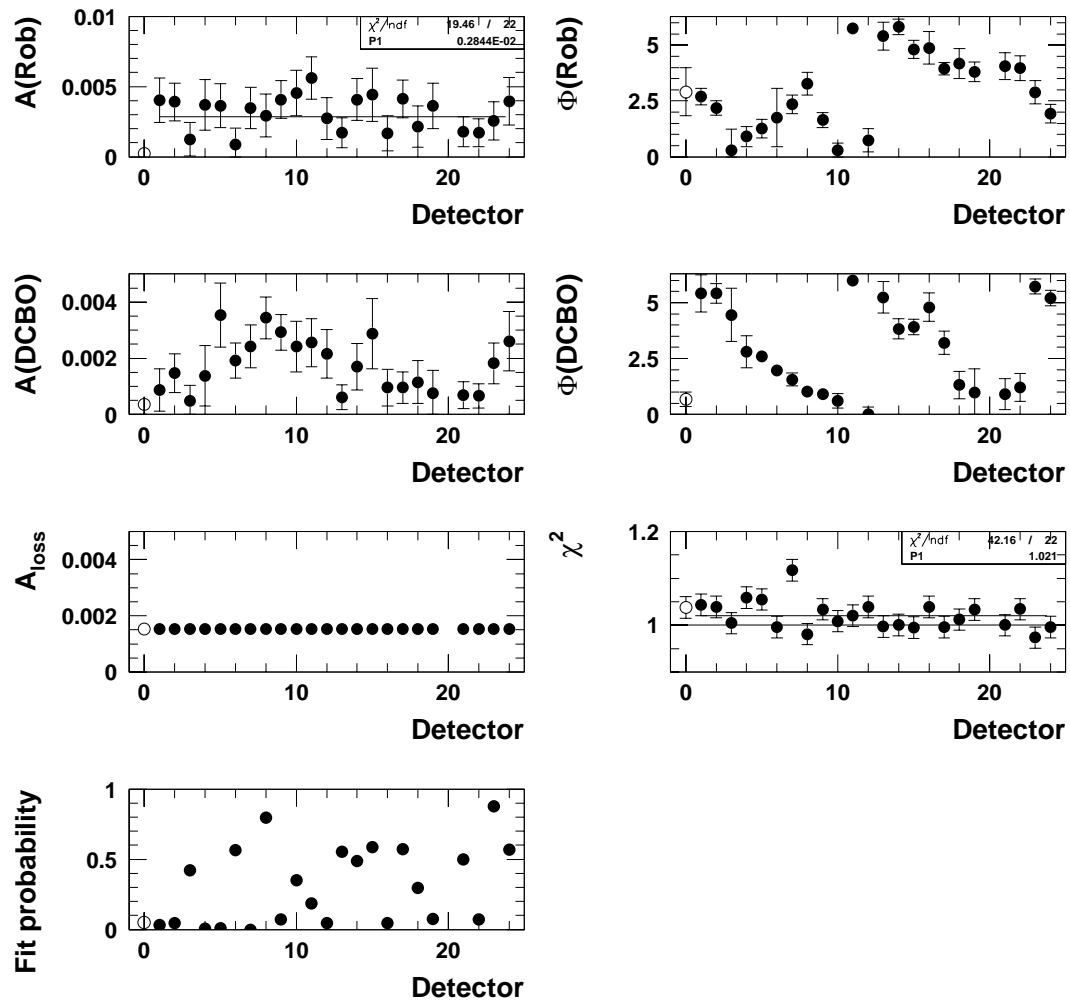 A(Rob)
0.01
0.005
0
χ²/ndf 19.46 / 22
P1 0.2844E-02
0 10 20
Detector
Φ(Rob)
5
2.5
0
0 10 20
Detector
A(DCBO)
0.004
0.002
0
0 10 20
Detector
Φ(DCBO)
5
2.5
0
0 10 20
Detector
A_loss
0.004
0.002
0
0 10 20
Detector
χ²
1.2
1
χ²/ndf 42.16 / 22
P1 1.021
0 10 20
Detector
Fit probability
1
0.5
0
0 10 20
Detector